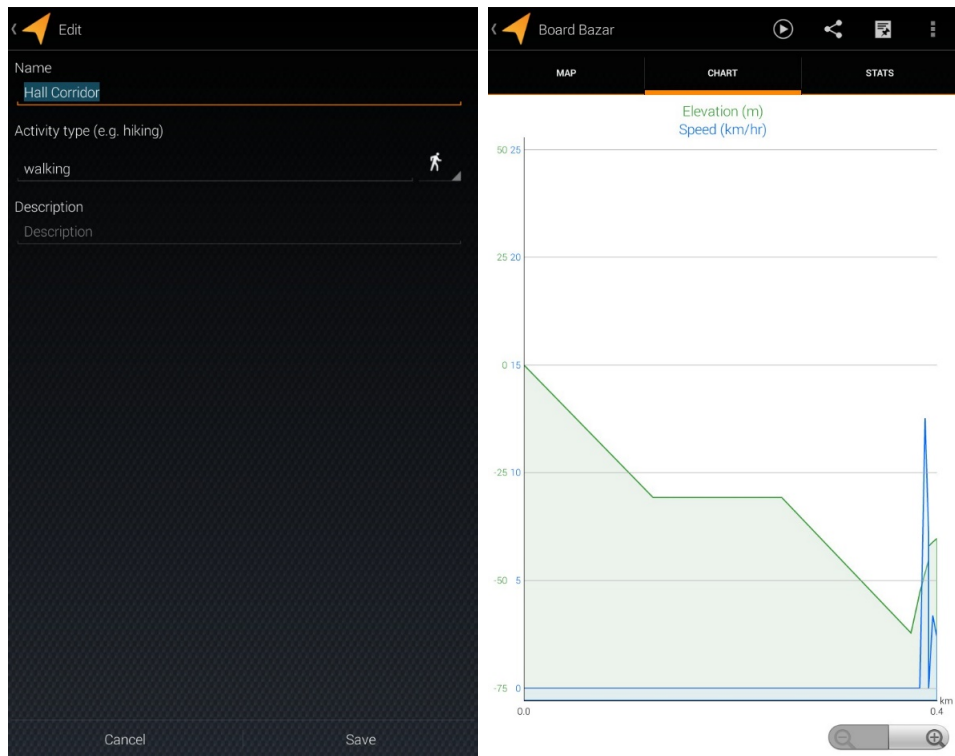 Edit
Name
Hall Corridor
Activity type (e.g. hiking)
walking
Description
Description
Cancel Save
Board Bazar
MAP CHART STATS
Elevation (m)
Speed (km/hr)
50 25
25 20
0 15
-25 10
-50 5
-75 0
km
0.0 0.4